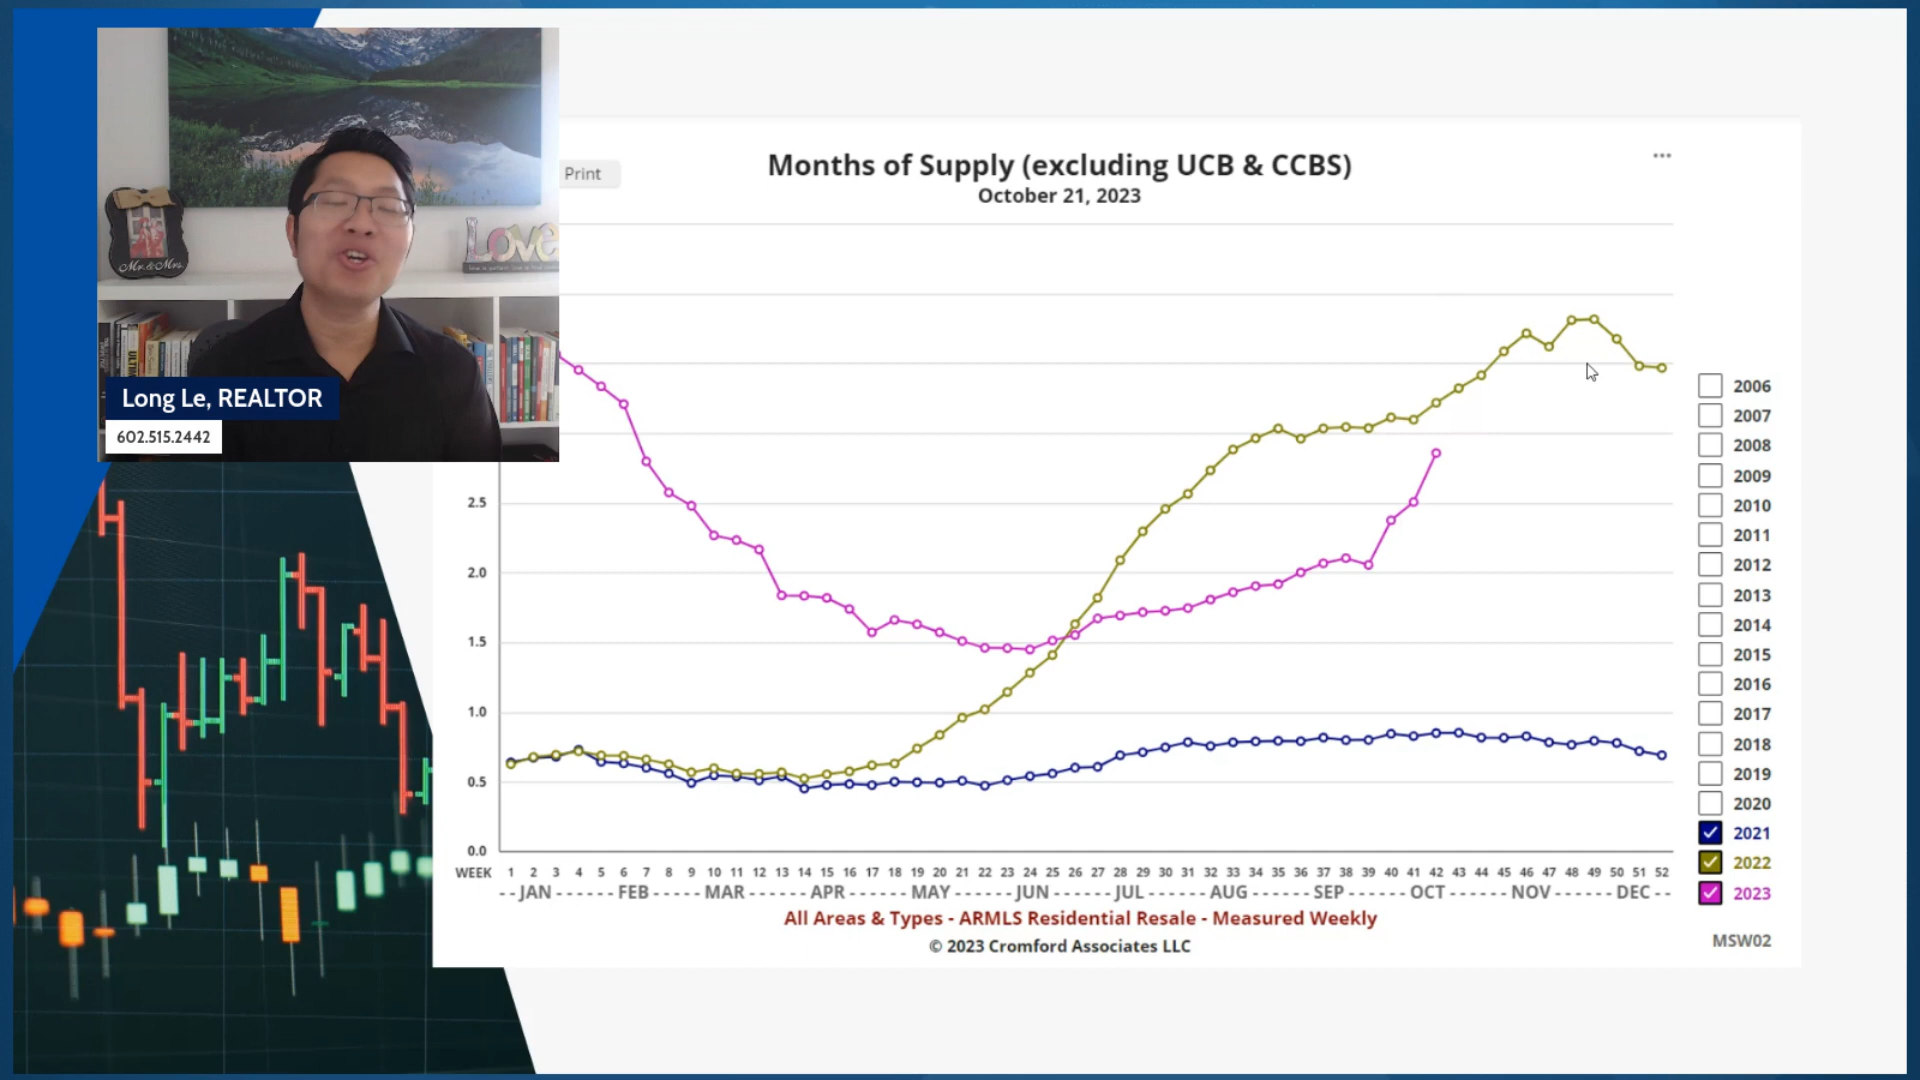 Mr. & Mrs.
Love
ULTI
Long Le, REALTOR
602.515.2442
Print
Months of Supply (excluding UCB & CCBS)
October 21, 2023
2.5
2.0
1.5
1.0
0.5
0.0
WEEK 1 2 3 4 5 6 7 8 9 10 11 12 13 14 15 16 17 18 19 20 21 22 23 24 25 26 27 28 29 30 31 32 33 34 35 36 37 38 39 40 41 42 43 44 45 46 47 48 49 50 51 52
--JAN------FEB-----MAR------APR------MAY------JUN------JUL------AUG------SEP------OCT------NOV------DEC--
All Areas & Types - ARMLS Residential Resale - Measured Weekly
© 2023 Cromford Associates LLC
2006
2007
2008
2009
2010
2011
2012
2013
2014
2015
2016
2017
2018
2019
2020
2021
2022
2023
MSW02